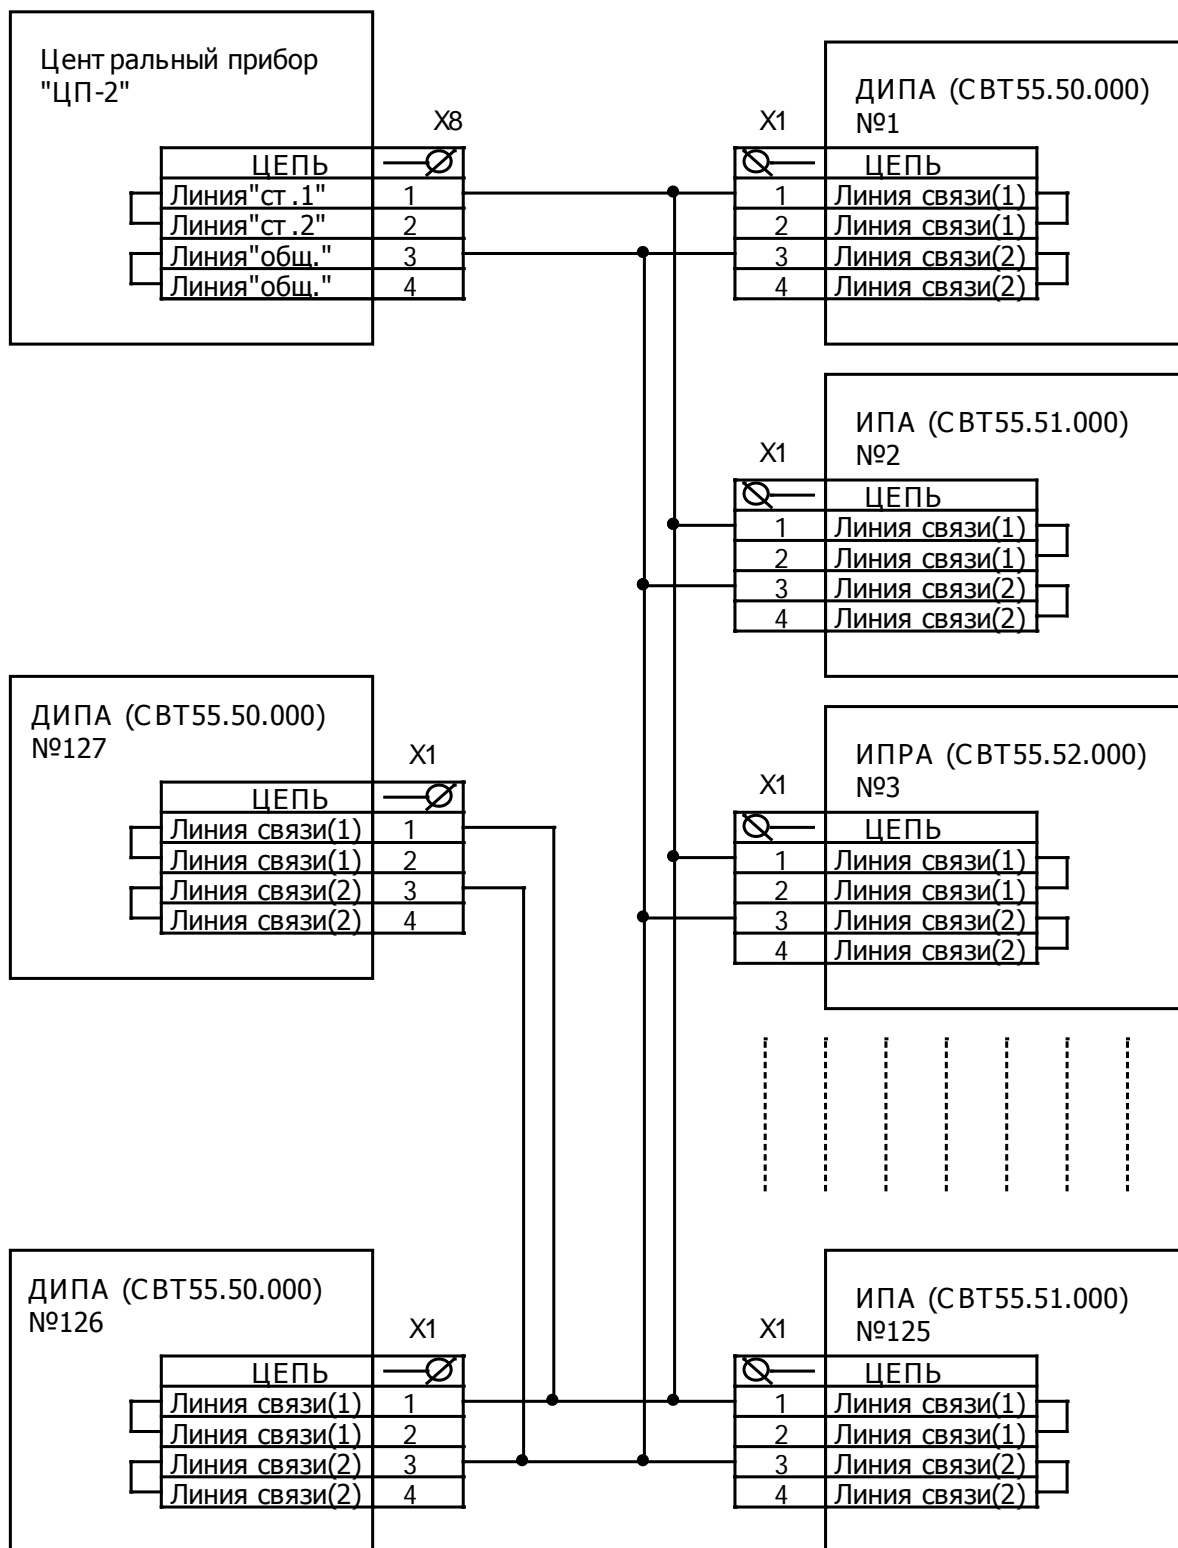 Центральный прибор
"ЦП-2"
X8
ЦЕПЬ
Линия"ст.1" 1
Линия"ст.2" 2
Линия"общ." 3
Линия"общ." 4
ДИПА (СВТ55.50.000)
№1
X1
ЦЕПЬ
1 Линия связи(1)
2 Линия связи(1)
3 Линия связи(2)
4 Линия связи(2)
ИПА (СВТ55.51.000)
№2
X1
ЦЕПЬ
1 Линия связи(1)
2 Линия связи(1)
3 Линия связи(2)
4 Линия связи(2)
ДИПА (СВТ55.50.000)
№127
X1
ЦЕПЬ
Линия связи(1) 1
Линия связи(1) 2
Линия связи(2) 3
Линия связи(2) 4
ИПРА (СВТ55.52.000)
№3
X1
ЦЕПЬ
1 Линия связи(1)
2 Линия связи(1)
3 Линия связи(2)
4 Линия связи(2)
ДИПА (СВТ55.50.000)
№126
X1
ЦЕПЬ
Линия связи(1) 1
Линия связи(1) 2
Линия связи(2) 3
Линия связи(2) 4
ИПА (СВТ55.51.000)
№125
X1
ЦЕПЬ
1 Линия связи(1)
2 Линия связи(1)
3 Линия связи(2)
4 Линия связи(2)